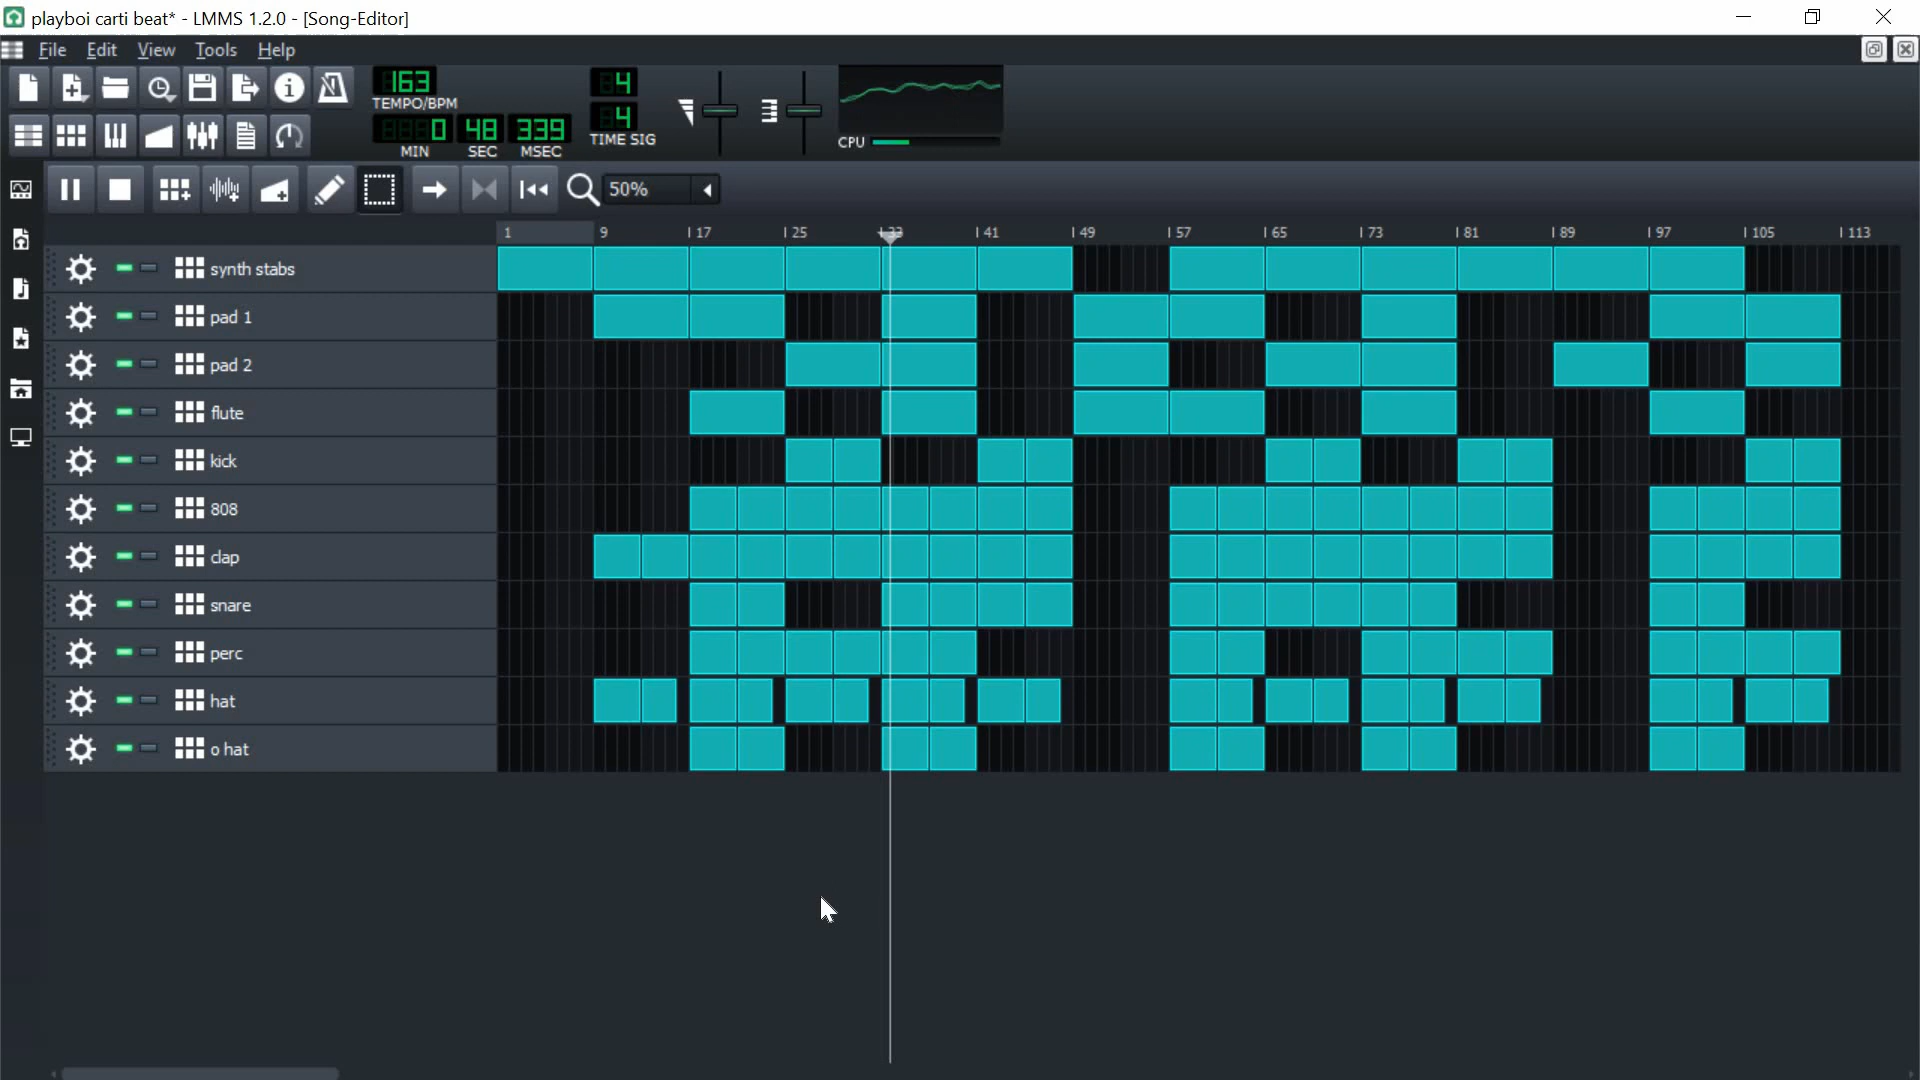 playboi carti beat* - LMMS 1.2.0 - [Song-Editor]
File Edit View Tools Help
163
TEMPO/BPM
0 48 339
MIN SEC MSEC
4
4
TIME SIG
CPU
50%
1 9 17 25 33 41 49 57 65 73 81 89 97 105 113
synth stabs
pad 1
pad 2
flute
kick
808
clap
snare
perc
hat
o hat